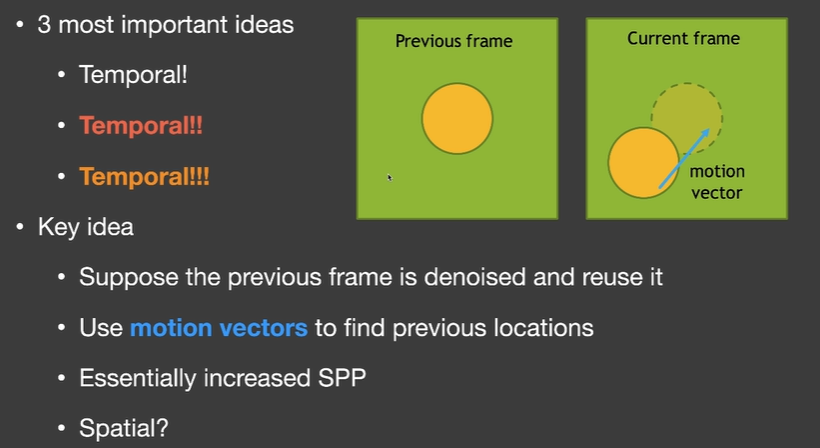 • 3 most important ideas
• Temporal!
• Temporal!!
• Temporal!!!
• Key idea
• Suppose the previous frame is denoised and reuse it
• Use motion vectors to find previous locations
• Essentially increased SPP
• Spatial?
Previous frame
Current frame
motion
vector